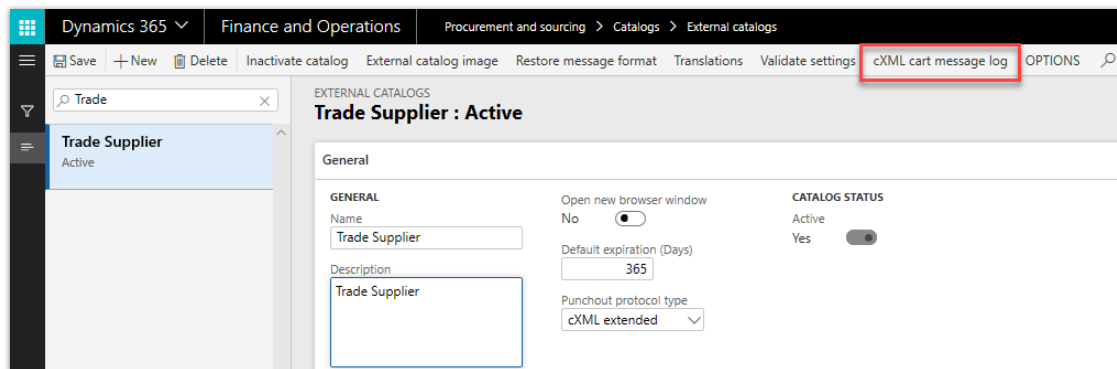 Dynamics 365 Finance and Operations Procurement and sourcing > Catalogs > External catalogs
Save New Delete Inactivate catalog External catalog image Restore message format Translations Validate settings cXML cart message log OPTIONS
Trade
Trade Supplier
Active
EXTERNAL CATALOGS
Trade Supplier : Active
General
GENERAL
Name
Trade Supplier
Description
Trade Supplier
Open new browser window
No
Default expiration (Days)
365
Punchout protocol type
cXML extended
CATALOG STATUS
Active
Yes